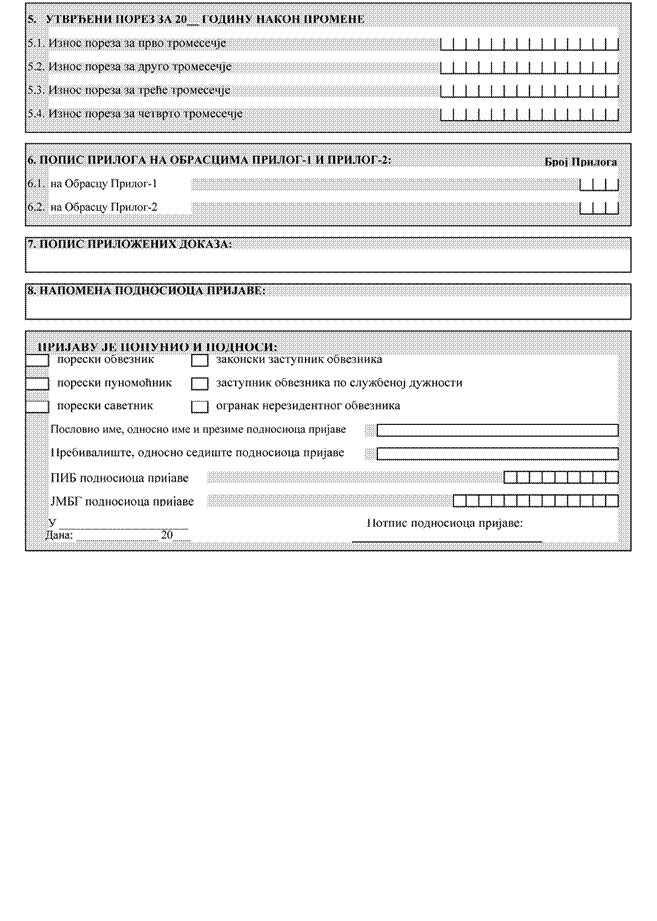 5. УТВРЂЕНИ ПОРЕЗ ЗА 20__ ГОДИНУ НАКОН ПРОМЕНЕ
5.1. Износ пореза за прво тромесечје
5.2. Износ пореза за друго тромесечје
5.3. Износ пореза за треће тромесечје
5.4. Износ пореза за четврто тромесечје
6. ПОПИС ПРИЛОГА НА ОБРАСЦИМА ПРИЛОГ-1 И ПРИЛОГ-2: Број Прилога
6.1. на Обрасцу Прилог-1
6.2. на Обрасцу Прилог-2
7. ПОПИС ПРИЛОЖЕНИХ ДОКАЗА:
8. НАПОМЕНА ПОДНОСИОЦА ПРИЈАВЕ:
ПРИЈАВУ ЈЕ ПОПУНИО И ПОДНОСИ:
порески обвезник законски заступник обвезника
порески пуномоћник заступник обвезника по службеној дужности
порески саветник огранак нерезидентног обвезника
Пословно име, односно име и презиме подносиоца пријаве
Пребивалиште, односно седиште подносиоца пријаве
ПИБ подносиоца пријаве
ЈМБГ подносиоца пријаве
У ______________________ Потпис подносиоца пријаве:
Дана: ______________ 20___ ________________________________